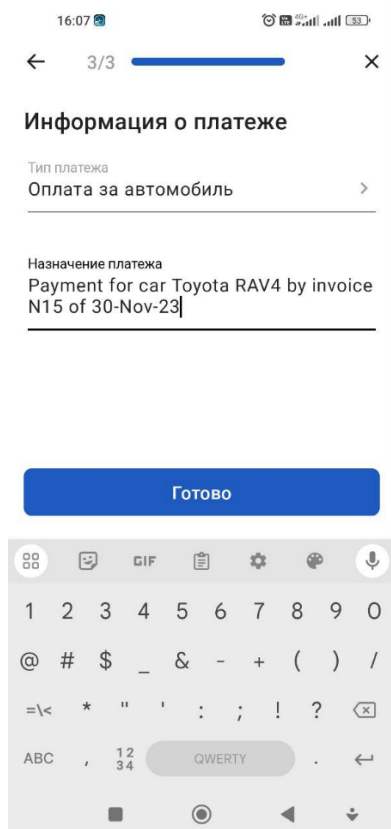 16:07 4G+ 53
3/3
Информация о платеже
Тип платежа
Оплата за автомобиль
Назначение платежа
Payment for car Toyota RAV4 by invoice
N15 of 30-Nov-23
Готово
GIF
1 2 3 4 5 6 7 8 9 0
@ # $ _ & - + ( ) /
=\< * " ' : ; ! ?
ABC , 12 34 QWERTY .